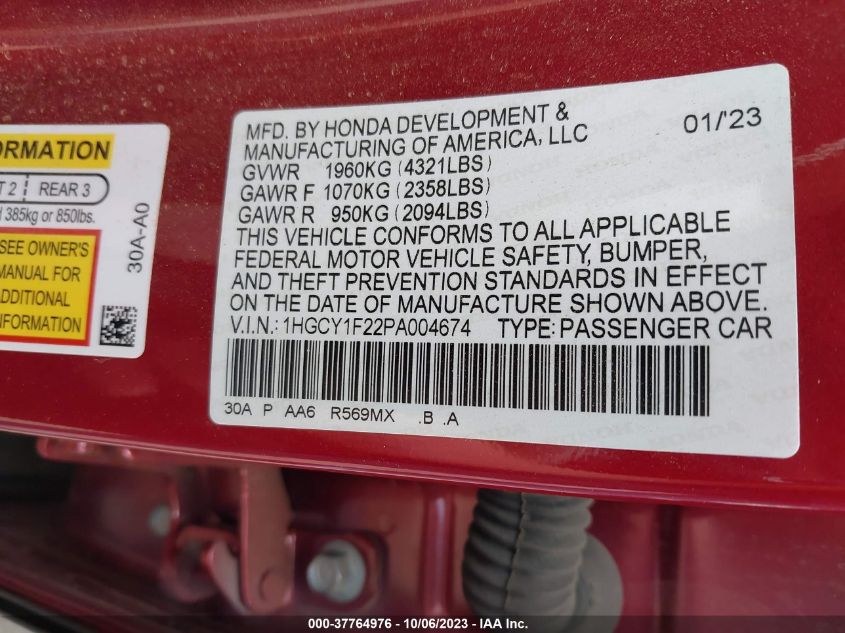 ORMATION
T 2 REAR 3
385kg or 850lbs.
SEE OWNER'S
MANUAL FOR
ADDITIONAL
INFORMATION
30A-A0
MFD. BY HONDA DEVELOPMENT &
MANUFACTURING OF AMERICA, LLC 01/23
GVWR 1960KG (4321LBS)
GAWR F 1070KG (2358LBS)
GAWR R 950KG (2094LBS)
THIS VEHICLE CONFORMS TO ALL APPLICABLE
FEDERAL MOTOR VEHICLE SAFETY, BUMPER,
AND THEFT PREVENTION STANDARDS IN EFFECT
ON THE DATE OF MANUFACTURE SHOWN ABOVE.
V.I.N.: 1HGCY1F22PA004674 TYPE: PASSENGER CAR
30A P AA6 R569MX .B .A
000-37764976 - 10/06/2023 - IAA Inc.